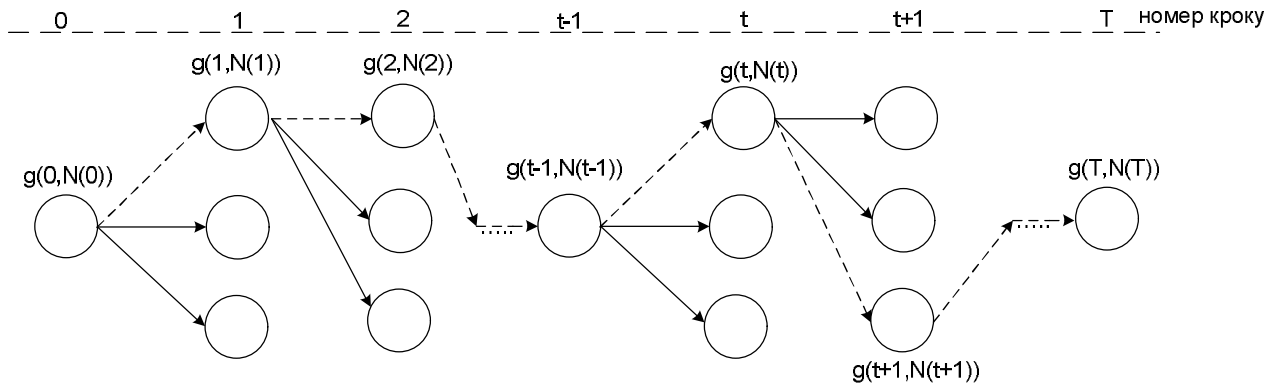 0 1 2 t-1 t t+1 T номер кроку
g(1,N(1)) g(2,N(2)) g(t,N(t))
g(0,N(0)) g(t-1,N(t-1)) g(T,N(T))
..... .....
g(t+1,N(t+1))